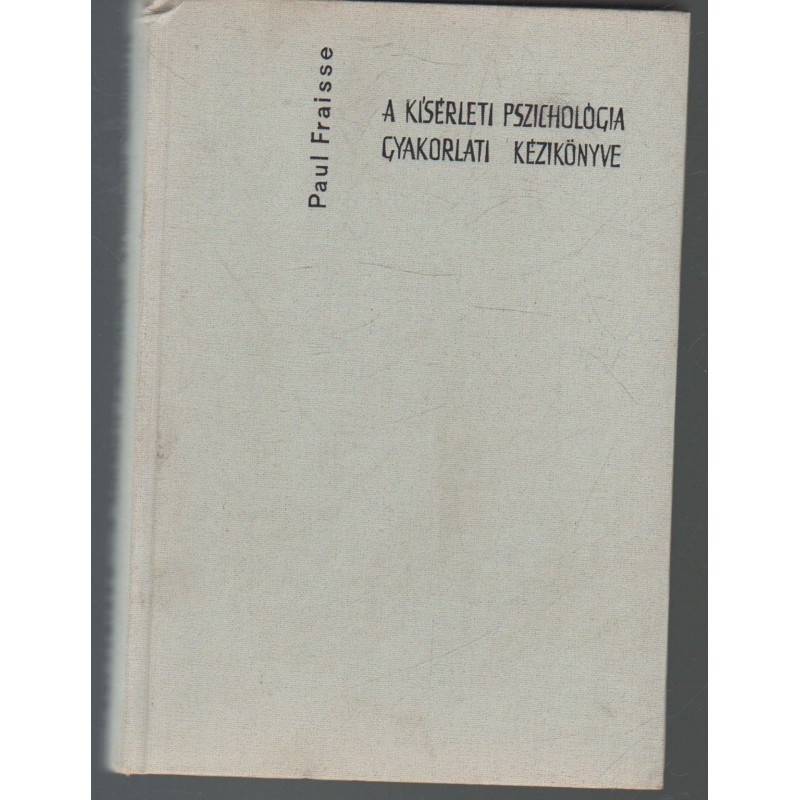 Paul Fraisse
A KÍSÉRLETI PSZICHOLÓGIA
GYAKORLATI KÉZIKÖNYVE